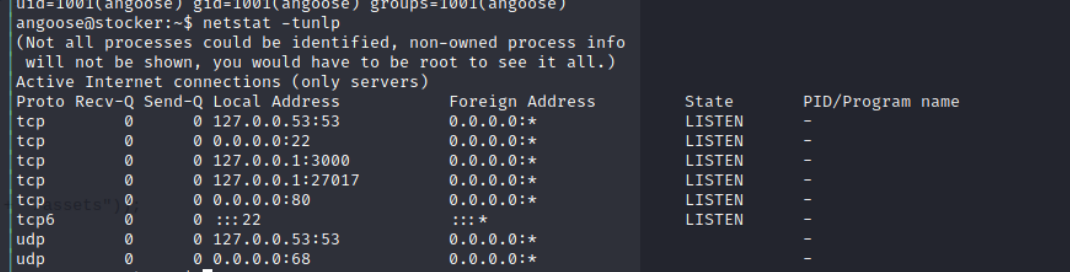 uid=1001(angoose) gid=1001(angoose) groups=1001(angoose)
angoose@stocker:~$ netstat -tunlp
(Not all processes could be identified, non-owned process info
 will not be shown, you would have to be root to see it all.)
Active Internet connections (only servers)
Proto Recv-Q Send-Q Local Address Foreign Address State PID/Program name
tcp 0 0 127.0.0.53:53 0.0.0.0:* LISTEN -
tcp 0 0 0.0.0.0:22 0.0.0.0:* LISTEN -
tcp 0 0 127.0.0.1:3000 0.0.0.0:* LISTEN -
tcp 0 0 127.0.0.1:27017 0.0.0.0:* LISTEN -
tcp 0 0 0.0.0.0:80 0.0.0.0:* LISTEN -
tcp6 0 0 :::22 :::* LISTEN -
udp 0 0 127.0.0.53:53 0.0.0.0:* -
udp 0 0 0.0.0.0:68 0.0.0.0:* -